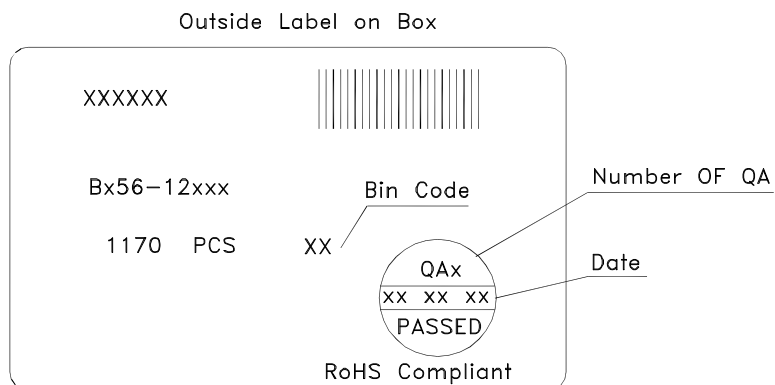 Outside Label on Box
XXXXXX
Bx56-12xxx
Bin Code
Number OF QA
1170 PCS
XX
QAx
Date
xx xx xx
PASSED
RoHS Compliant